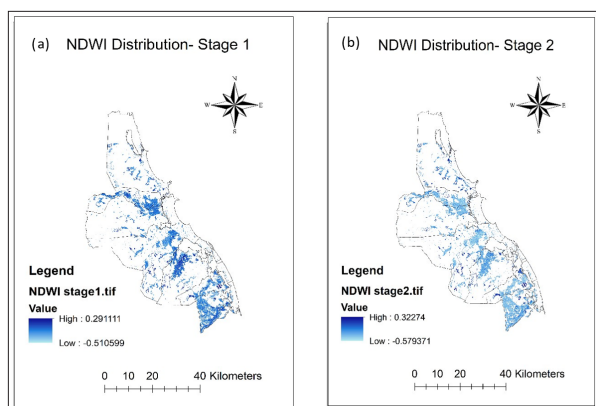 (a) NDWI Distribution- Stage 1
N
W E
S
Legend
NDWI stage1.tif
Value
High : 0.291111
Low : -0.510599
0 10 20 40 Kilometers
(b) NDWI Distribution- Stage 2
N
W E
S
Legend
NDWI stage2.tif
Value
High : 0.32274
Low : -0.579371
0 10 20 40 Kilometers